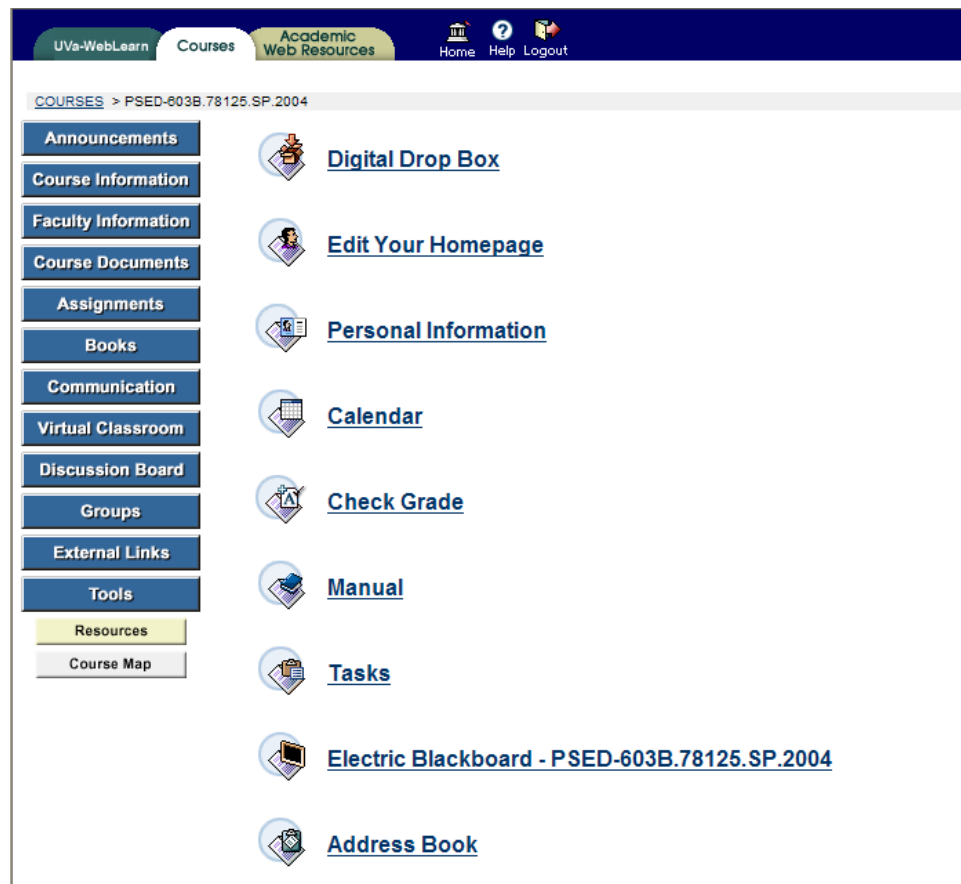 UVa-WebLearn
Courses
Academic
Web Resources
Home
Help
Logout
COURSES > PSED-603B.78125.SP.2004
Announcements
Course Information
Faculty Information
Course Documents
Assignments
Books
Communication
Virtual Classroom
Discussion Board
Groups
External Links
Tools
Resources
Course Map
Digital Drop Box
Edit Your Homepage
Personal Information
Calendar
Check Grade
Manual
Tasks
Electric Blackboard - PSED-603B.78125.SP.2004
Address Book